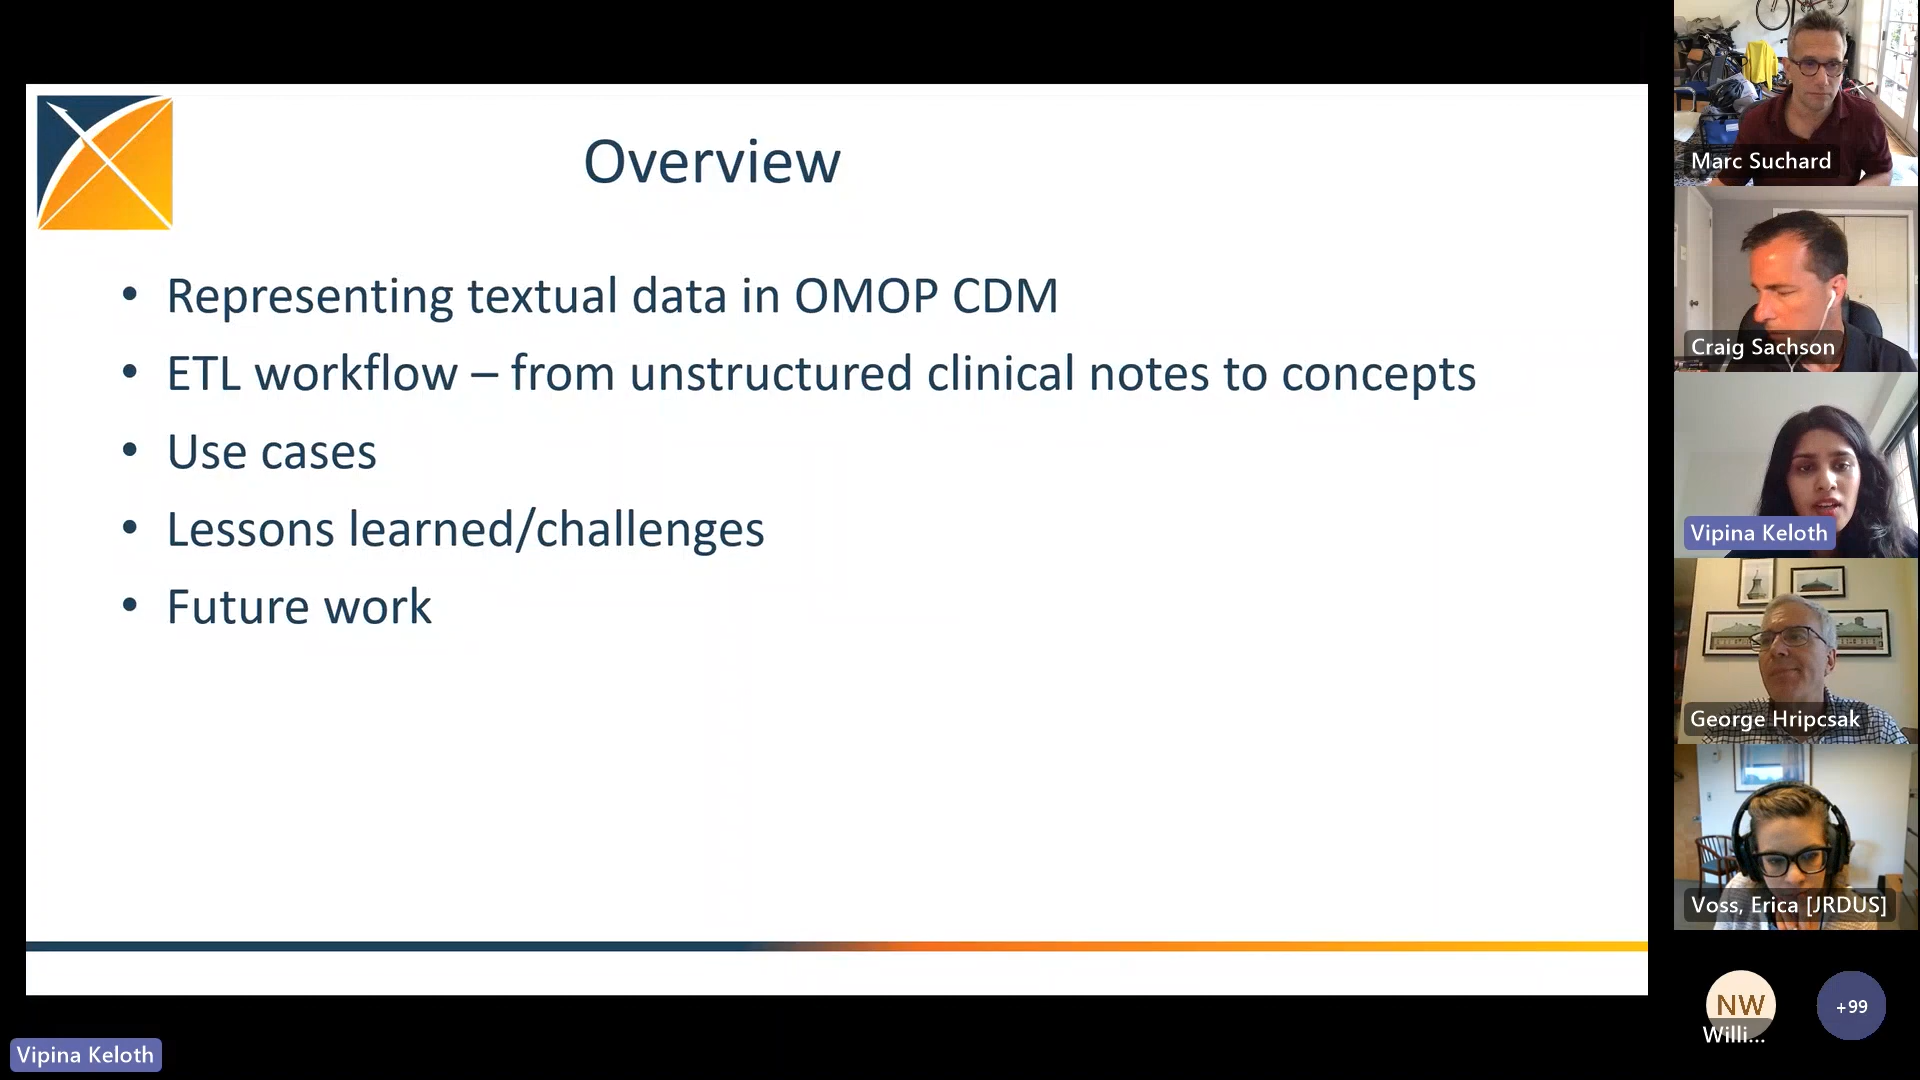 Overview
• Representing textual data in OMOP CDM
• ETL workflow – from unstructured clinical notes to concepts
• Use cases
• Lessons learned/challenges
• Future work
Marc Suchard
Craig Sachson
Vipina Keloth
George Hripcsak
Voss, Erica [JRDUS]
NW
+99
Willi...
Vipina Keloth